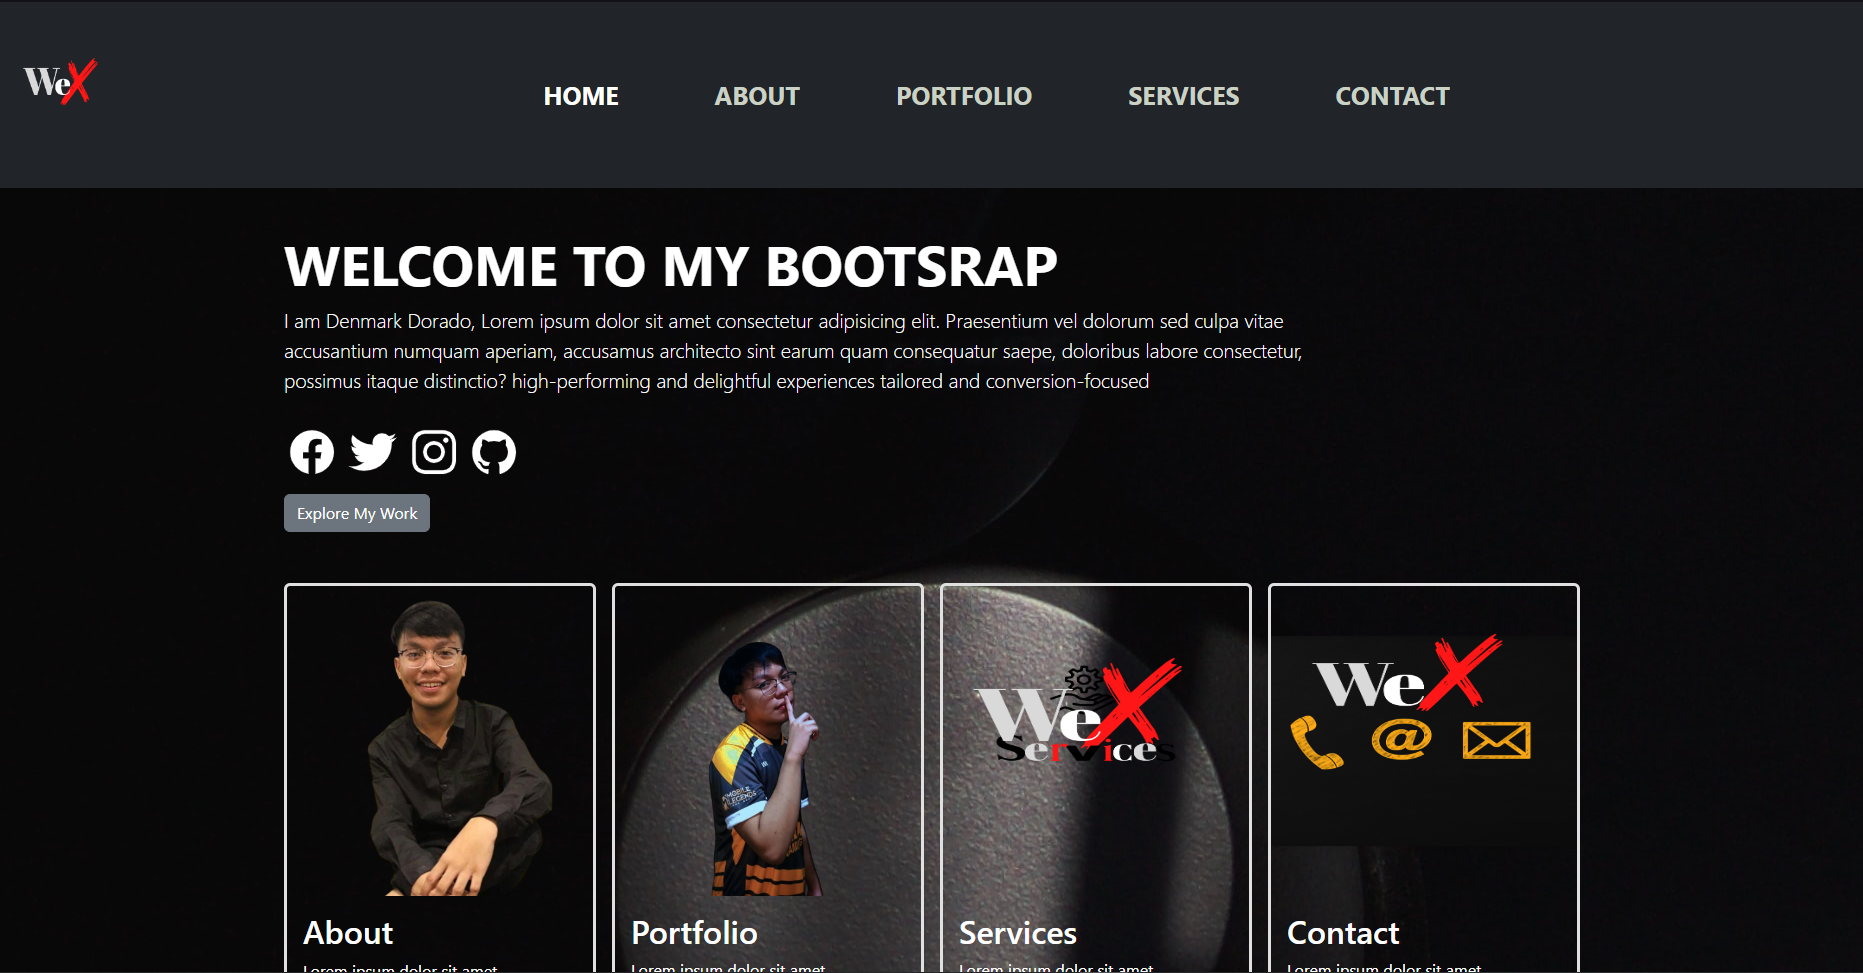 WeX
HOME ABOUT PORTFOLIO SERVICES CONTACT
WELCOME TO MY BOOTSRAP
I am Denmark Dorado, Lorem ipsum dolor sit amet consectetur adipisicing elit. Praesentium vel dolorum sed culpa vitae
accusantium numquam aperiam, accusamus architecto sint earum quam consequatur saepe, doloribus labore consectetur,
possimus itaque distinctio? high-performing and delightful experiences tailored and conversion-focused
Explore My Work
MOBILE
LEGENDS
WeX
Services
WeX
@
About
Lorem ipsum dolor sit amet
Portfolio
Lorem ipsum dolor sit amet
Services
Lorem ipsum dolor sit amet
Contact
Lorem ipsum dolor sit amet